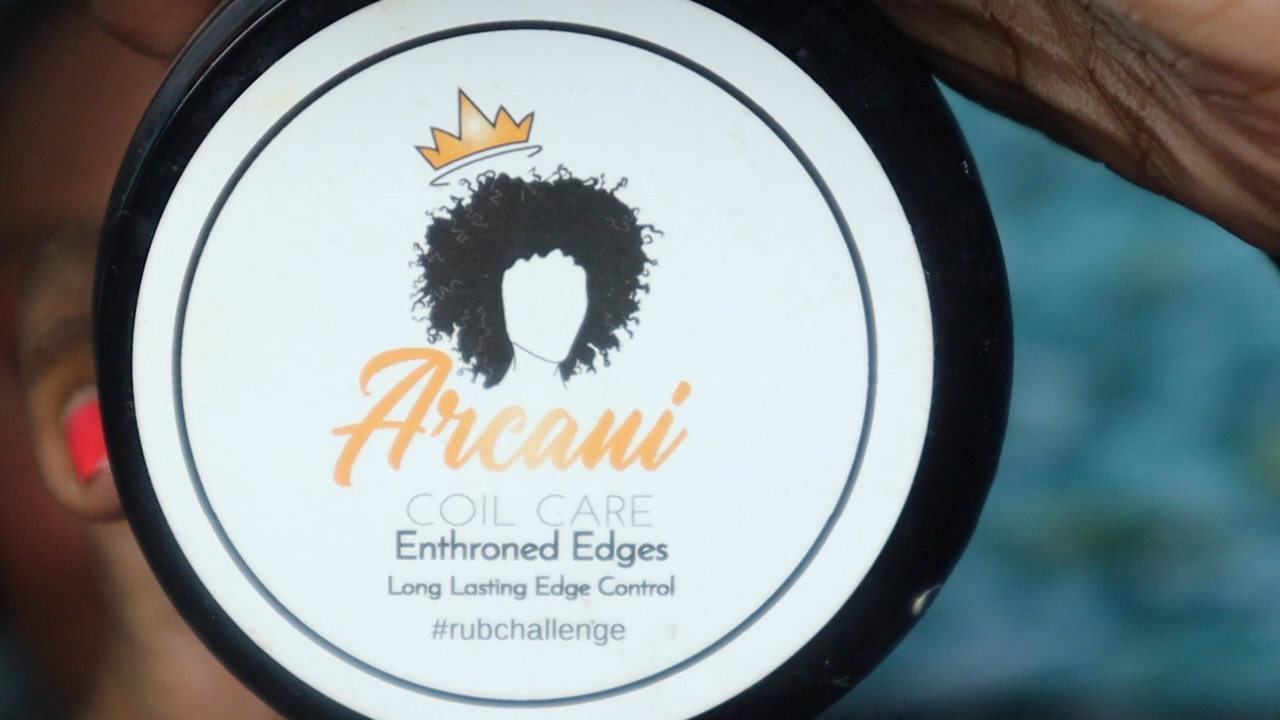 Arcani
COIL CARE
Enthroned Edges
Long Lasting Edge Control
#rubchallenge